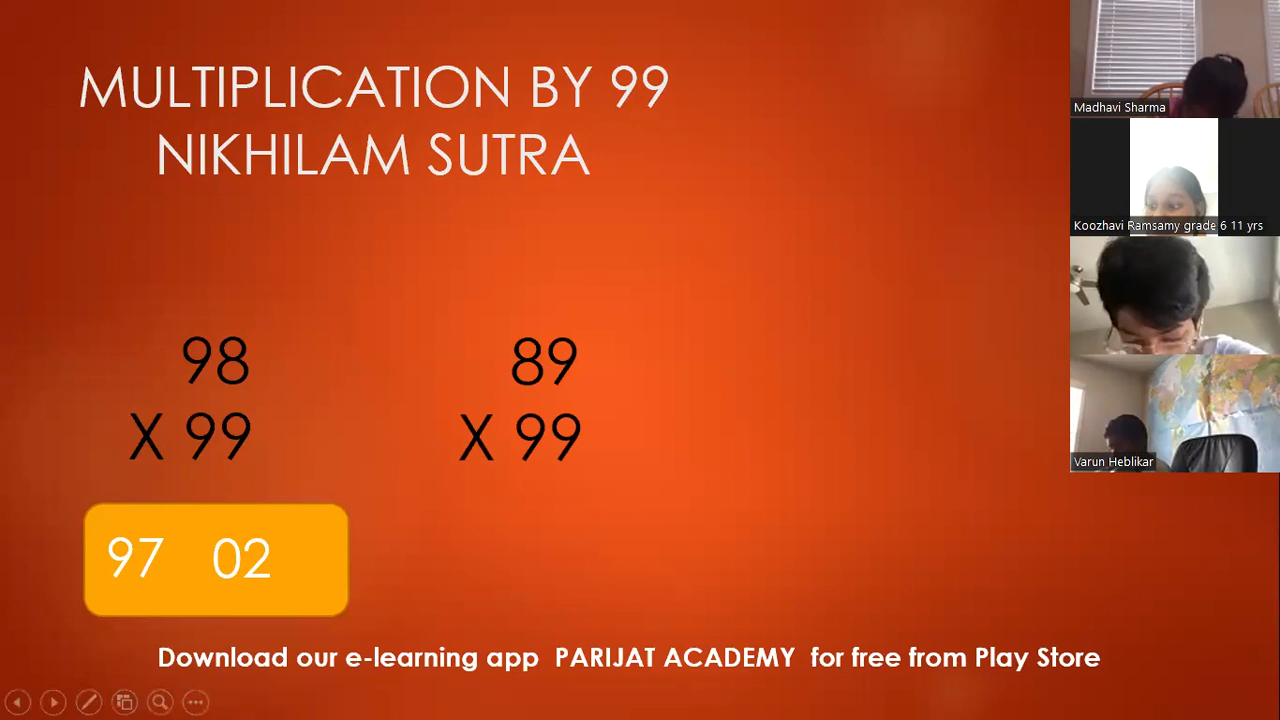 MULTIPLICATION BY 99
NIKHILAM SUTRA
98
X 99
97 02
89
X 99
Download our e-learning app PARIJAT ACADEMY for free from Play Store
Madhavi Sharma
Koozhavi Ramsamy grade 6 11 yrs
Varun Heblikar